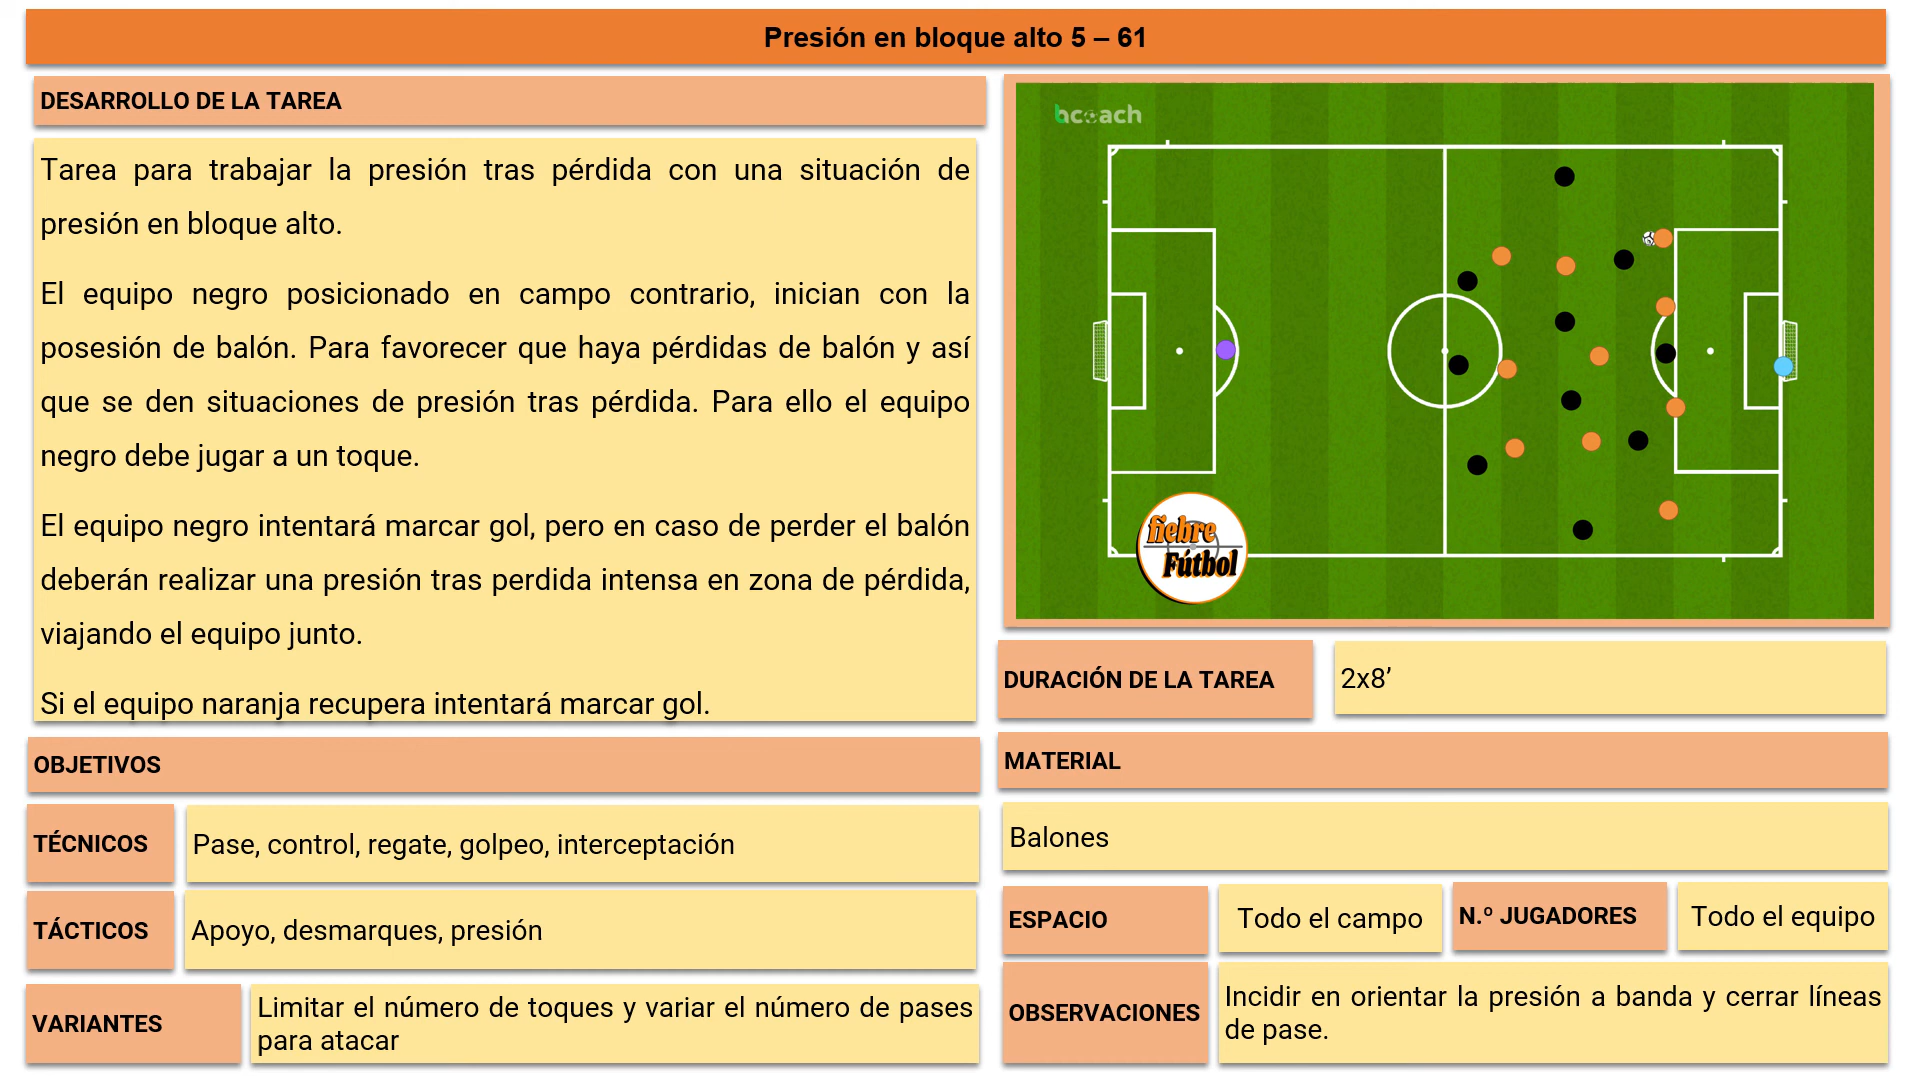 Presión en bloque alto 5 – 61
DESARROLLO DE LA TAREA
Tarea para trabajar la presión tras pérdida con una situación de
presión en bloque alto.
El equipo negro posicionado en campo contrario, inician con la
posesión de balón. Para favorecer que haya pérdidas de balón y así
que se den situaciones de presión tras pérdida. Para ello el equipo
negro debe jugar a un toque.
El equipo negro intentará marcar gol, pero en caso de perder el balón
deberán realizar una presión tras perdida intensa en zona de pérdida,
viajando el equipo junto.
Si el equipo naranja recupera intentará marcar gol.
bcoach
fiebre
Fútbol
DURACIÓN DE LA TAREA
2x8’
OBJETIVOS
TÉCNICOS
Pase, control, regate, golpeo, interceptación
TÁCTICOS
Apoyo, desmarques, presión
VARIANTES
Limitar el número de toques y variar el número de pases
para atacar
MATERIAL
Balones
ESPACIO
Todo el campo
N.º JUGADORES
Todo el equipo
OBSERVACIONES
Incidir en orientar la presión a banda y cerrar líneas
de pase.